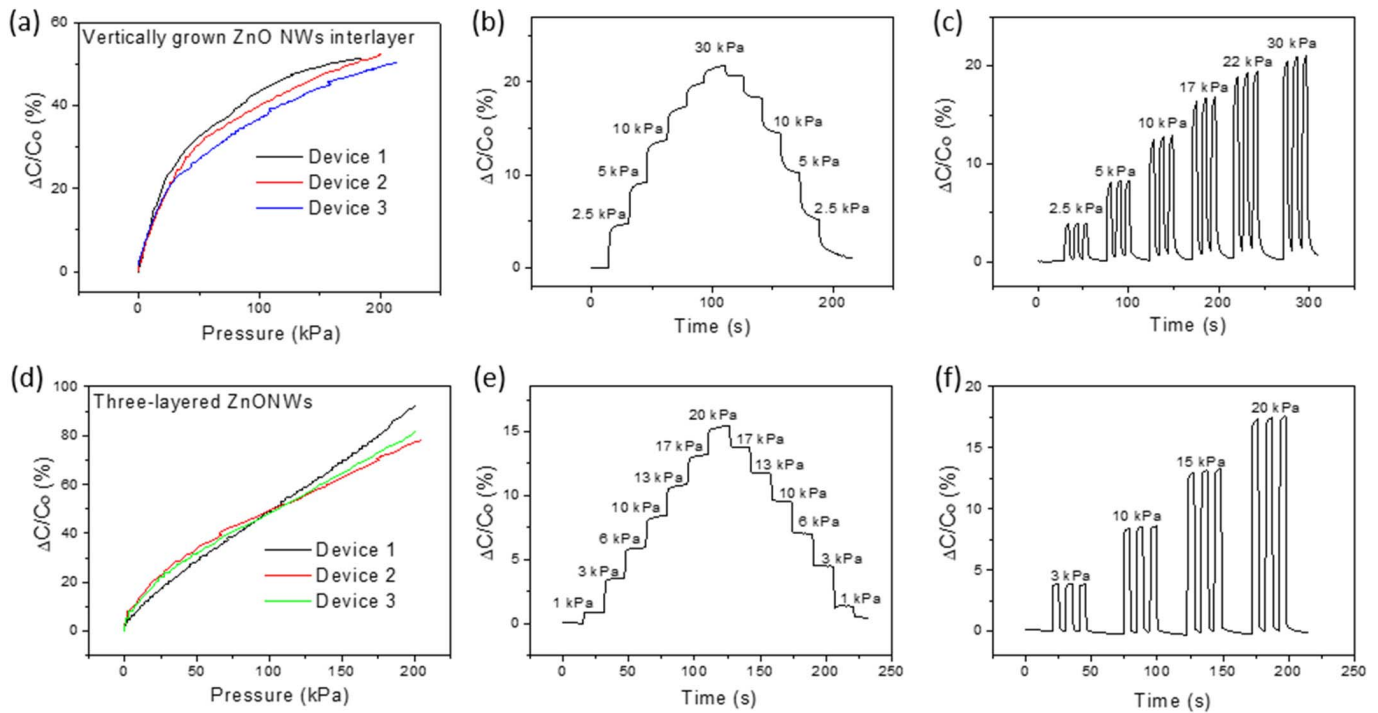 (a)
Vertically grown ZnO NWs interlayer
ΔC/Co (%)
60
40
20
0
Device 1
Device 2
Device 3
0 100 200
Pressure (kPa)
(b)
ΔC/Co (%)
20
10
0
2.5 kPa
5 kPa
10 kPa
30 kPa
10 kPa
5 kPa
2.5 kPa
0 100 200
Time (s)
(c)
ΔC/Co (%)
20
10
0
2.5 kPa
5 kPa
10 kPa
17 kPa
22 kPa
30 kPa
0 100 200 300
Time (s)
(d)
Three-layered ZnONWs
ΔC/Co (%)
100
80
60
40
20
0
Device 1
Device 2
Device 3
0 50 100 150 200
Pressure (kPa)
(e)
ΔC/Co (%)
15
10
5
0
1 kPa
3 kPa
6 kPa
10 kPa
13 kPa
17 kPa
20 kPa
17 kPa
13 kPa
10 kPa
6 kPa
3 kPa
1 kPa
0 50 100 150 200 250
Time (s)
(f)
ΔC/Co (%)
20
15
10
5
0
3 kPa
10 kPa
15 kPa
20 kPa
0 50 100 150 200 250
Time (s)